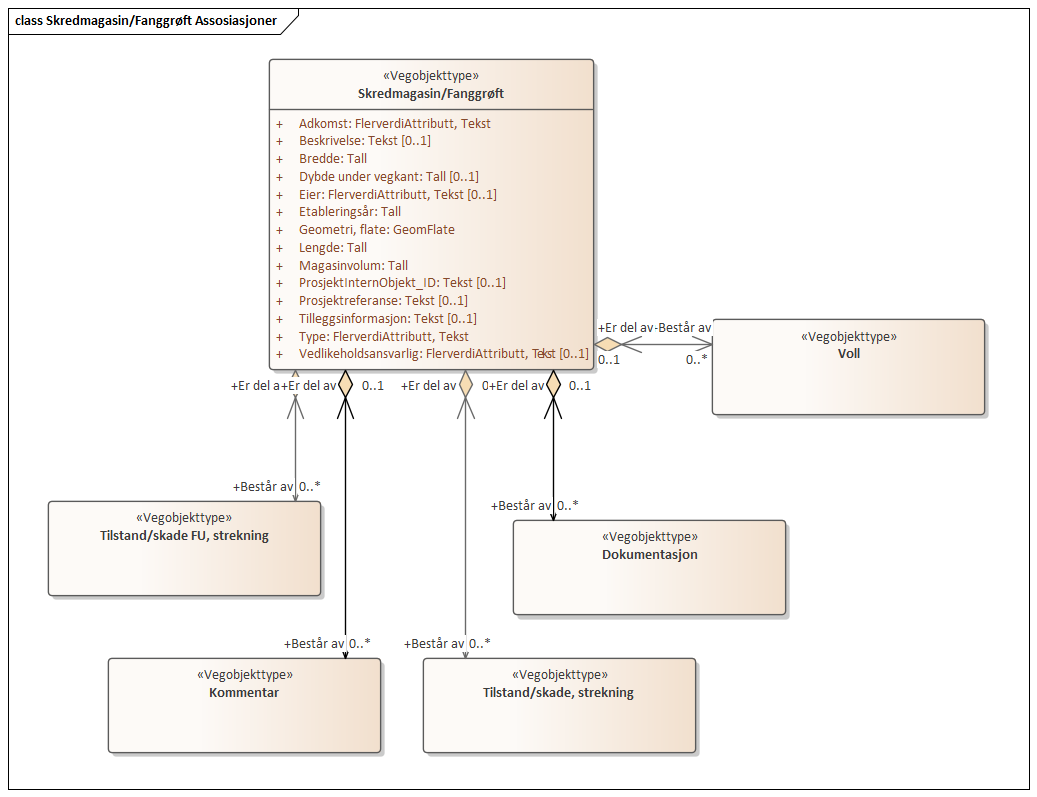 class Skredmagasin/Fanggrøft Assosiasjoner
«Vegobjekttype»
Skredmagasin/Fanggrøft
+ Adkomst: FlerverdiAttributt, Tekst
+ Beskrivelse: Tekst [0..1]
+ Bredde: Tall
+ Dybde under vegkant: Tall [0..1]
+ Eier: FlerverdiAttributt, Tekst [0..1]
+ Etableringsår: Tall
+ Geometri, flate: GeomFlate
+ Lengde: Tall
+ Magasinvolum: Tall
+ ProsjektInternObjekt_ID: Tekst [0..1]
+ Prosjektreferanse: Tekst [0..1]
+ Tilleggsinformasjon: Tekst [0..1]
+ Type: FlerverdiAttributt, Tekst
+ Vedlikeholdsansvarlig: FlerverdiAttributt, Tekst [0..1]
+Er del av -Består av
0..1 0..*
«Vegobjekttype»
Voll
+Er del a +Er del av 0..1 +Er del av 0 +Er del av 0..1
+Består av 0..*
«Vegobjekttype»
Tilstand/skade FU, strekning
+Består av 0..*
«Vegobjekttype»
Dokumentasjon
+Består av 0..*
«Vegobjekttype»
Kommentar
+Består av 0..*
«Vegobjekttype»
Tilstand/skade, strekning